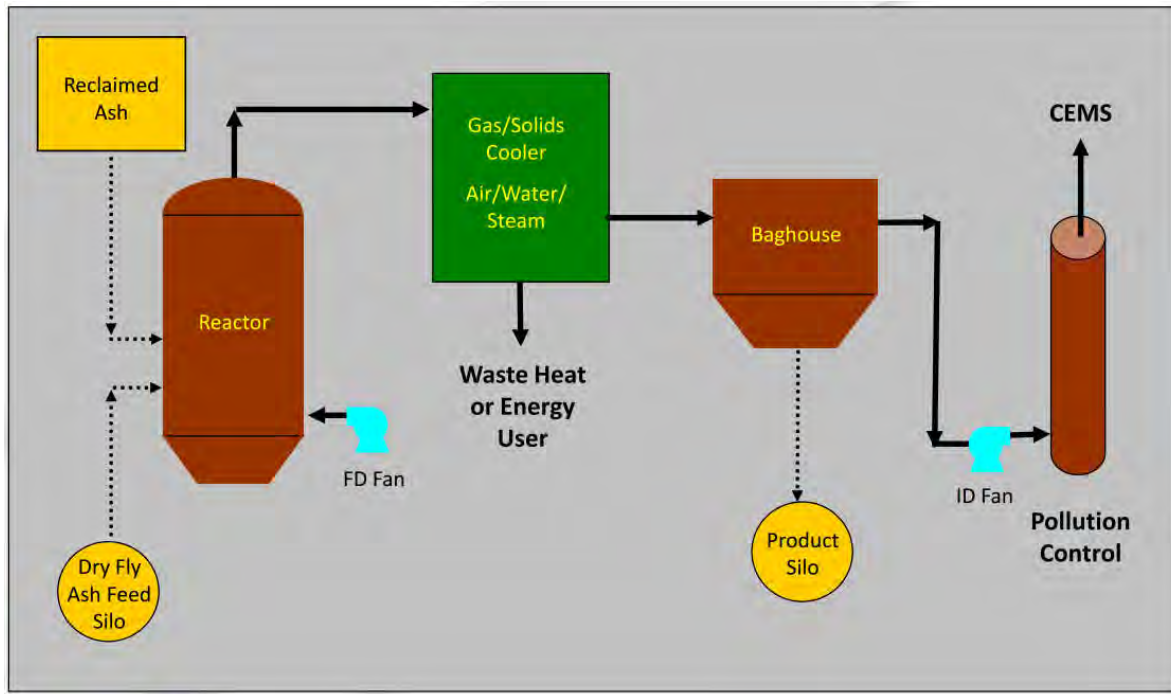 Reclaimed
Ash
Gas/Solids
Cooler
Air/Water/
Steam
CEMS
Baghouse
Reactor
Waste Heat
or Energy
User
FD Fan
ID Fan
Pollution
Control
Product
Silo
Dry Fly
Ash Feed
Silo